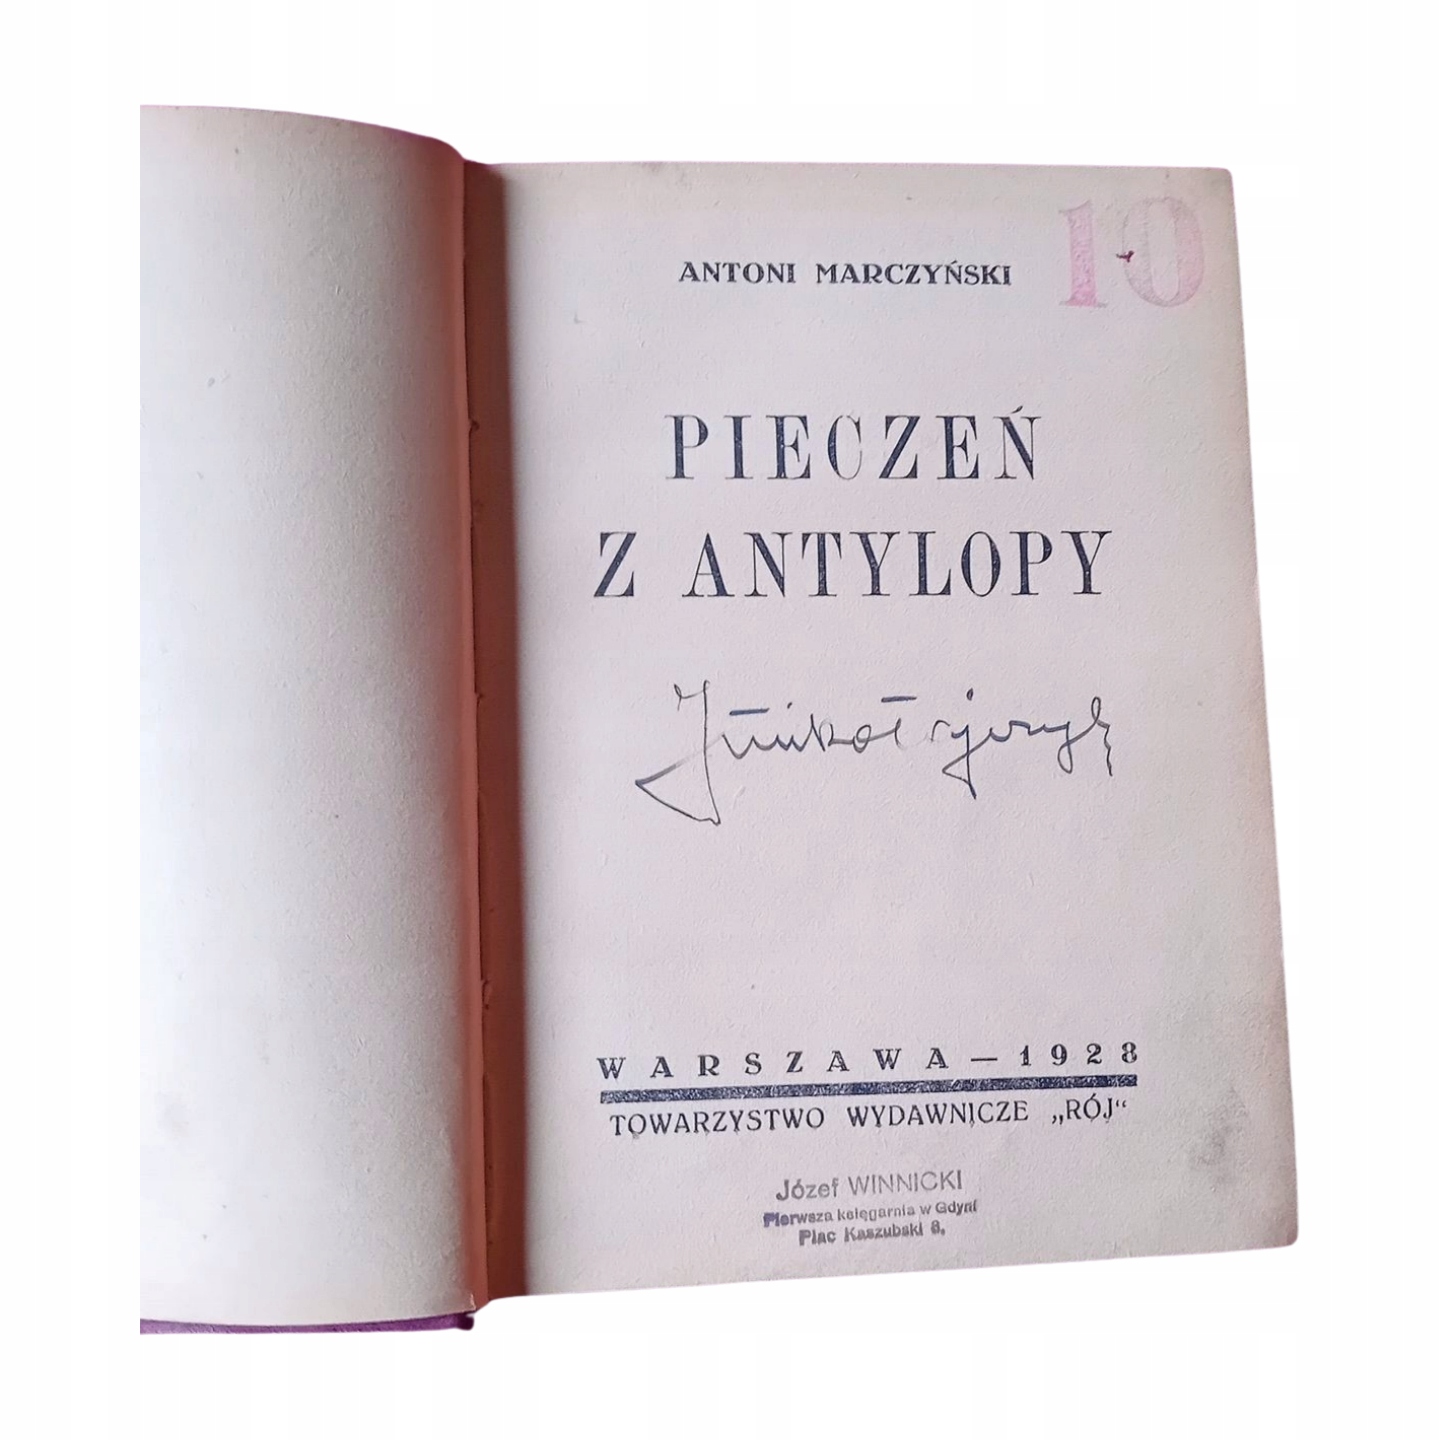 10
ANTONI MARCZYŃSKI
PIECZEŃ
Z ANTYLOPY
WARSZAWA — 1928
TOWARZYSTWO WYDAWNICZE „RÓJ“
Józef WINNICKI
Pierwsza księgarnia w Gdyni
Plac Kaszubski 8,